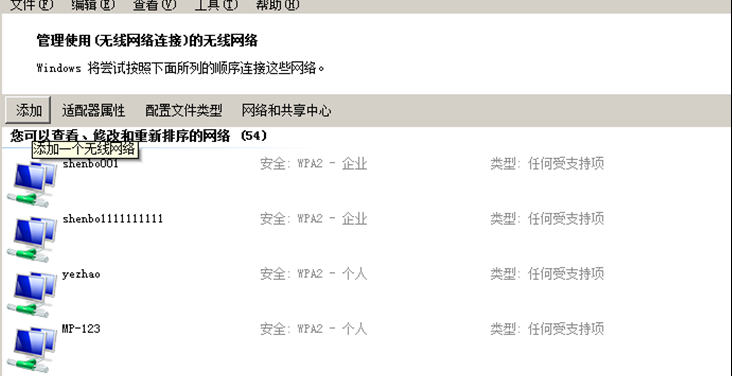 文件(F) 编辑(E) 查看(V) 工具(T) 帮助(H)
管理使用(无线网络连接)的无线网络
Windows 将尝试按照下面所列的顺序连接这些网络。
添加 适配器属性 配置文件类型 网络和共享中心
您可以查看、修改和重新排序的网络 (54)
添加一个无线网络
shenbo001 安全: WPA2 - 企业 类型: 任何受支持项
shenbo1111111111 安全: WPA2 - 企业 类型: 任何受支持项
yezhao 安全: WPA2 - 个人 类型: 任何受支持项
MP-123 安全: WPA2 - 个人 类型: 任何受支持项